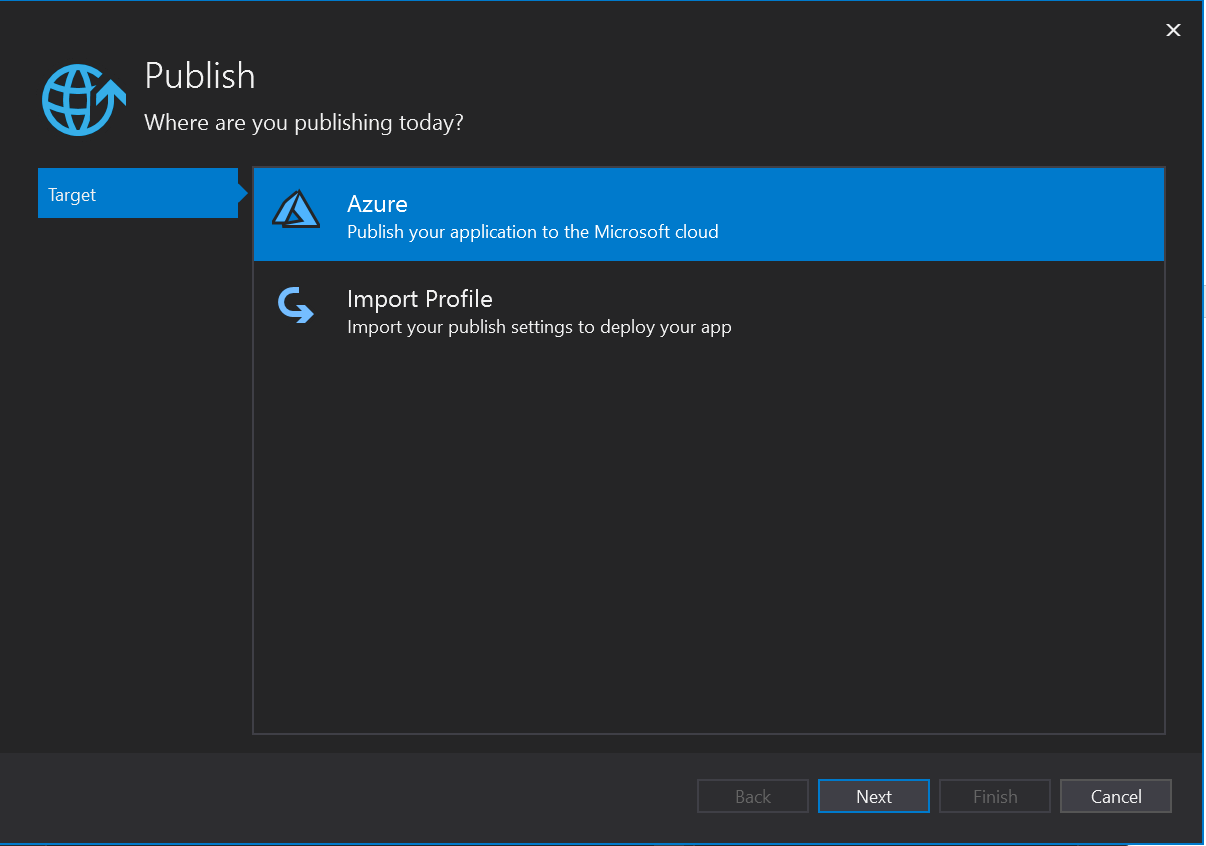 Publish
Where are you publishing today?
Target
Azure
Publish your application to the Microsoft cloud
Import Profile
Import your publish settings to deploy your app
Back
Next
Finish
Cancel